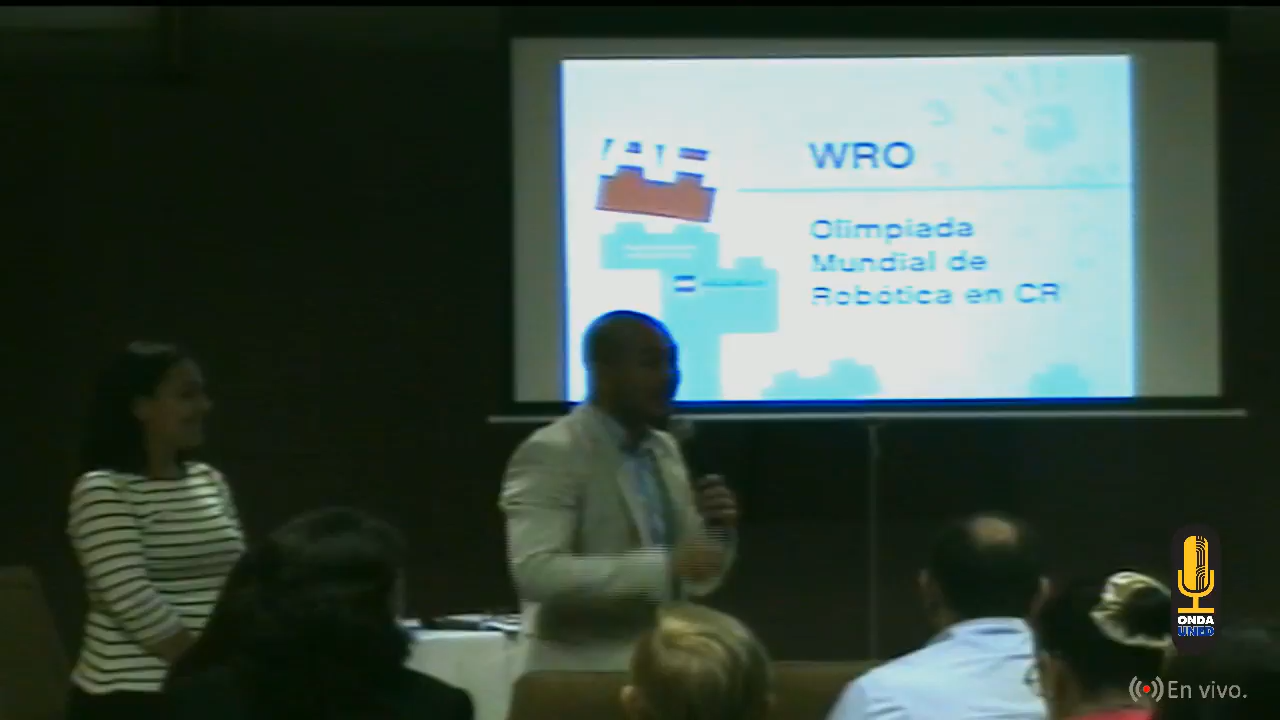 WRO
Olimpiada
Mundial de
Robótica en CR
ONDA
UNED
En vivo.